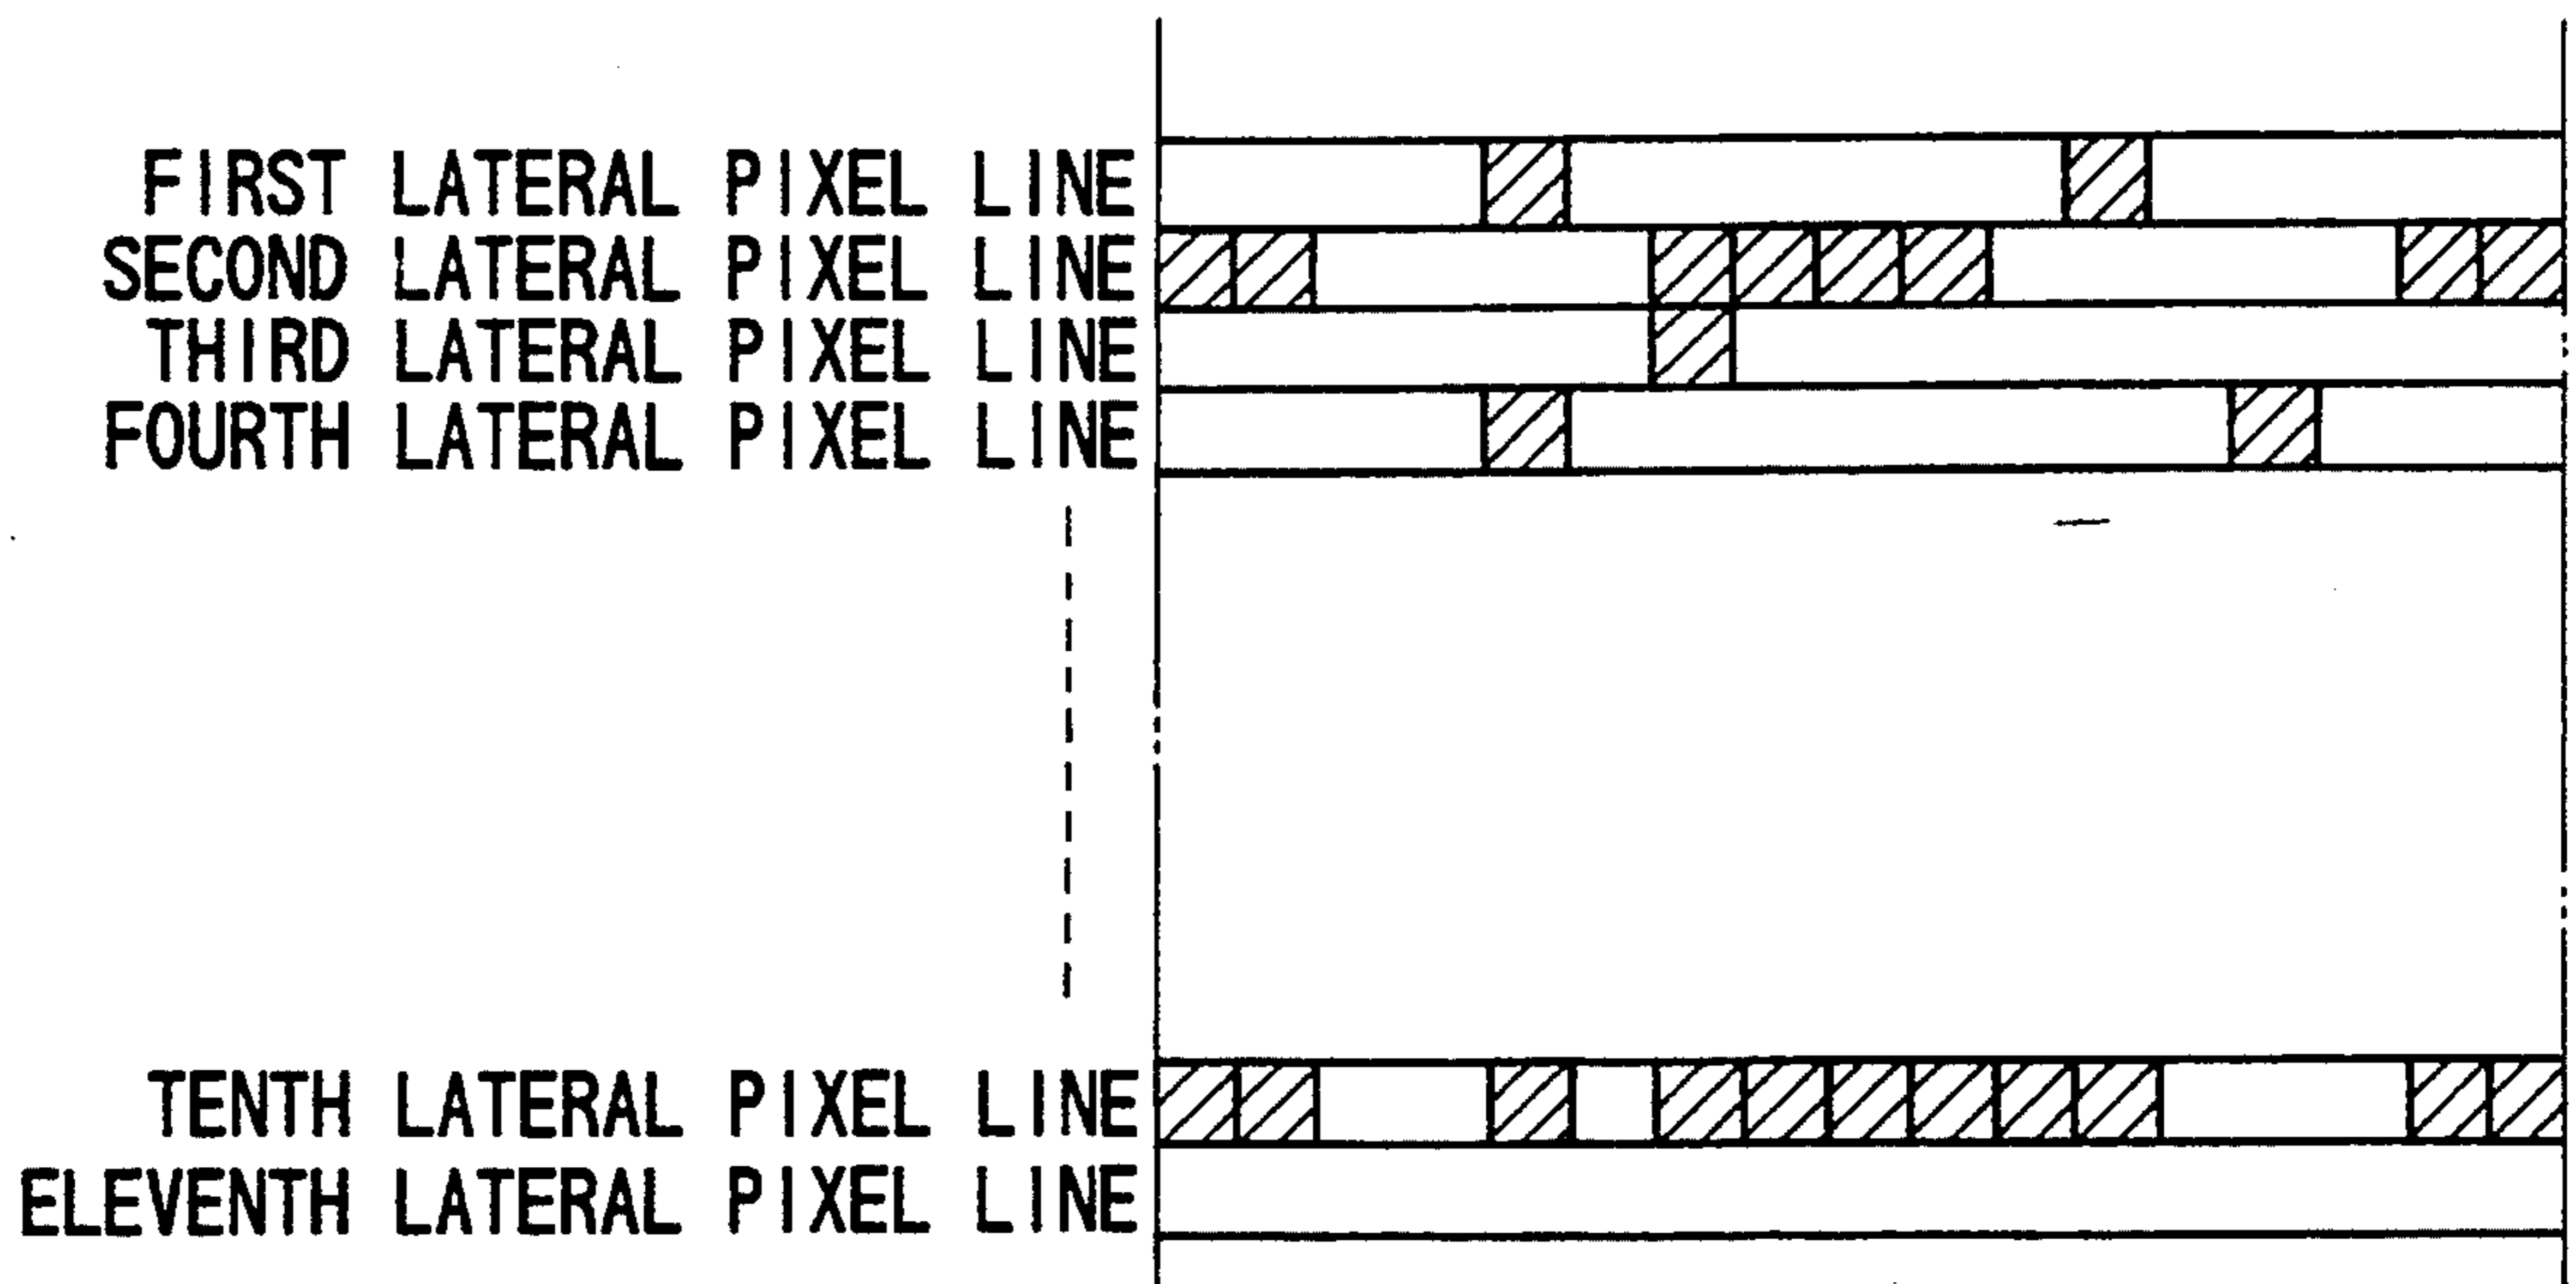 FIRST LATERAL PIXEL LINE
SECOND LATERAL PIXEL LINE
THIRD LATERAL PIXEL LINE
FOURTH LATERAL PIXEL LINE
TENTH LATERAL PIXEL LINE
ELEVENTH LATERAL PIXEL LINE